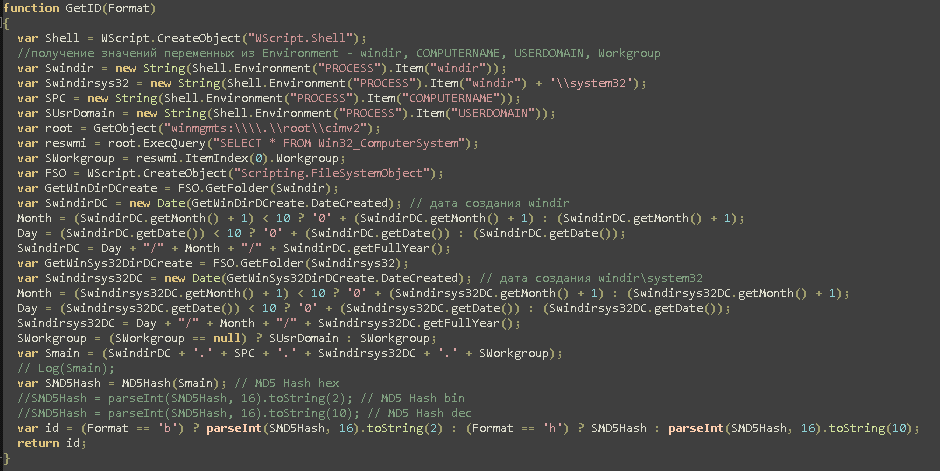 function GetID(Format)
{
var Shell = WScript.CreateObject("WScript.Shell");
//получение значений переменных из Environment - windir, COMPUTERNAME, USERDOMAIN, Workgroup
var Swindir = new String(Shell.Environment("PROCESS").Item("windir"));
var Swindirsys32 = new String(Shell.Environment("PROCESS").Item("windir") + '\\system32');
var SPC = new String(Shell.Environment("PROCESS").Item("COMPUTERNAME"));
var SUsrDomain = new String(Shell.Environment("PROCESS").Item("USERDOMAIN"));
var root = GetObject("winmgmts:\\\\.\\root\\cimv2");
var reswmi = root.ExecQuery("SELECT * FROM Win32_ComputerSystem");
var SWorkgroup = reswmi.ItemIndex(0).Workgroup;
var FSO = WScript.CreateObject("Scripting.FileSystemObject");
var GetWinDirDCreate = FSO.GetFolder(Swindir);
var SwindirDC = new Date(GetWinDirDCreate.DateCreated); // дата создания windir
Month = (SwindirDC.getMonth() + 1) < 10 ? '0' + (SwindirDC.getMonth() + 1) : (SwindirDC.getMonth() + 1);
Day = (SwindirDC.getDate()) < 10 ? '0' + (SwindirDC.getDate()) : (SwindirDC.getDate());
SwindirDC = Day + "/" + Month + "/" + SwindirDC.getFullYear();
var GetWinSys32DirDCreate = FSO.GetFolder(Swindirsys32);
var Swindirsys32DC = new Date(GetWinSys32DirDCreate.DateCreated); // дата создания windir\system32
Month = (Swindirsys32DC.getMonth() + 1) < 10 ? '0' + (Swindirsys32DC.getMonth() + 1) : (Swindirsys32DC.getMonth() + 1);
Day = (Swindirsys32DC.getDate()) < 10 ? '0' + (Swindirsys32DC.getDate()) : (Swindirsys32DC.getDate());
Swindirsys32DC = Day + "/" + Month + "/" + Swindirsys32DC.getFullYear();
SWorkgroup = (SWorkgroup == null) ? SUsrDomain : SWorkgroup;
var Smain = (SwindirDC + '.' + SPC + '.' + Swindirsys32DC + '.' + SWorkgroup);
// Log(Smain);
var SMD5Hash = MD5Hash(Smain); // MD5 Hash hex
//SMD5Hash = parseInt(SMD5Hash, 16).toString(2); // MD5 Hash bin
//SMD5Hash = parseInt(SMD5Hash, 16).toString(10); // MD5 Hash dec
var id = (Format == 'b') ? parseInt(SMD5Hash, 16).toString(2) : (Format == 'h') ? SMD5Hash : parseInt(SMD5Hash, 16).toString(10);
return id;
}